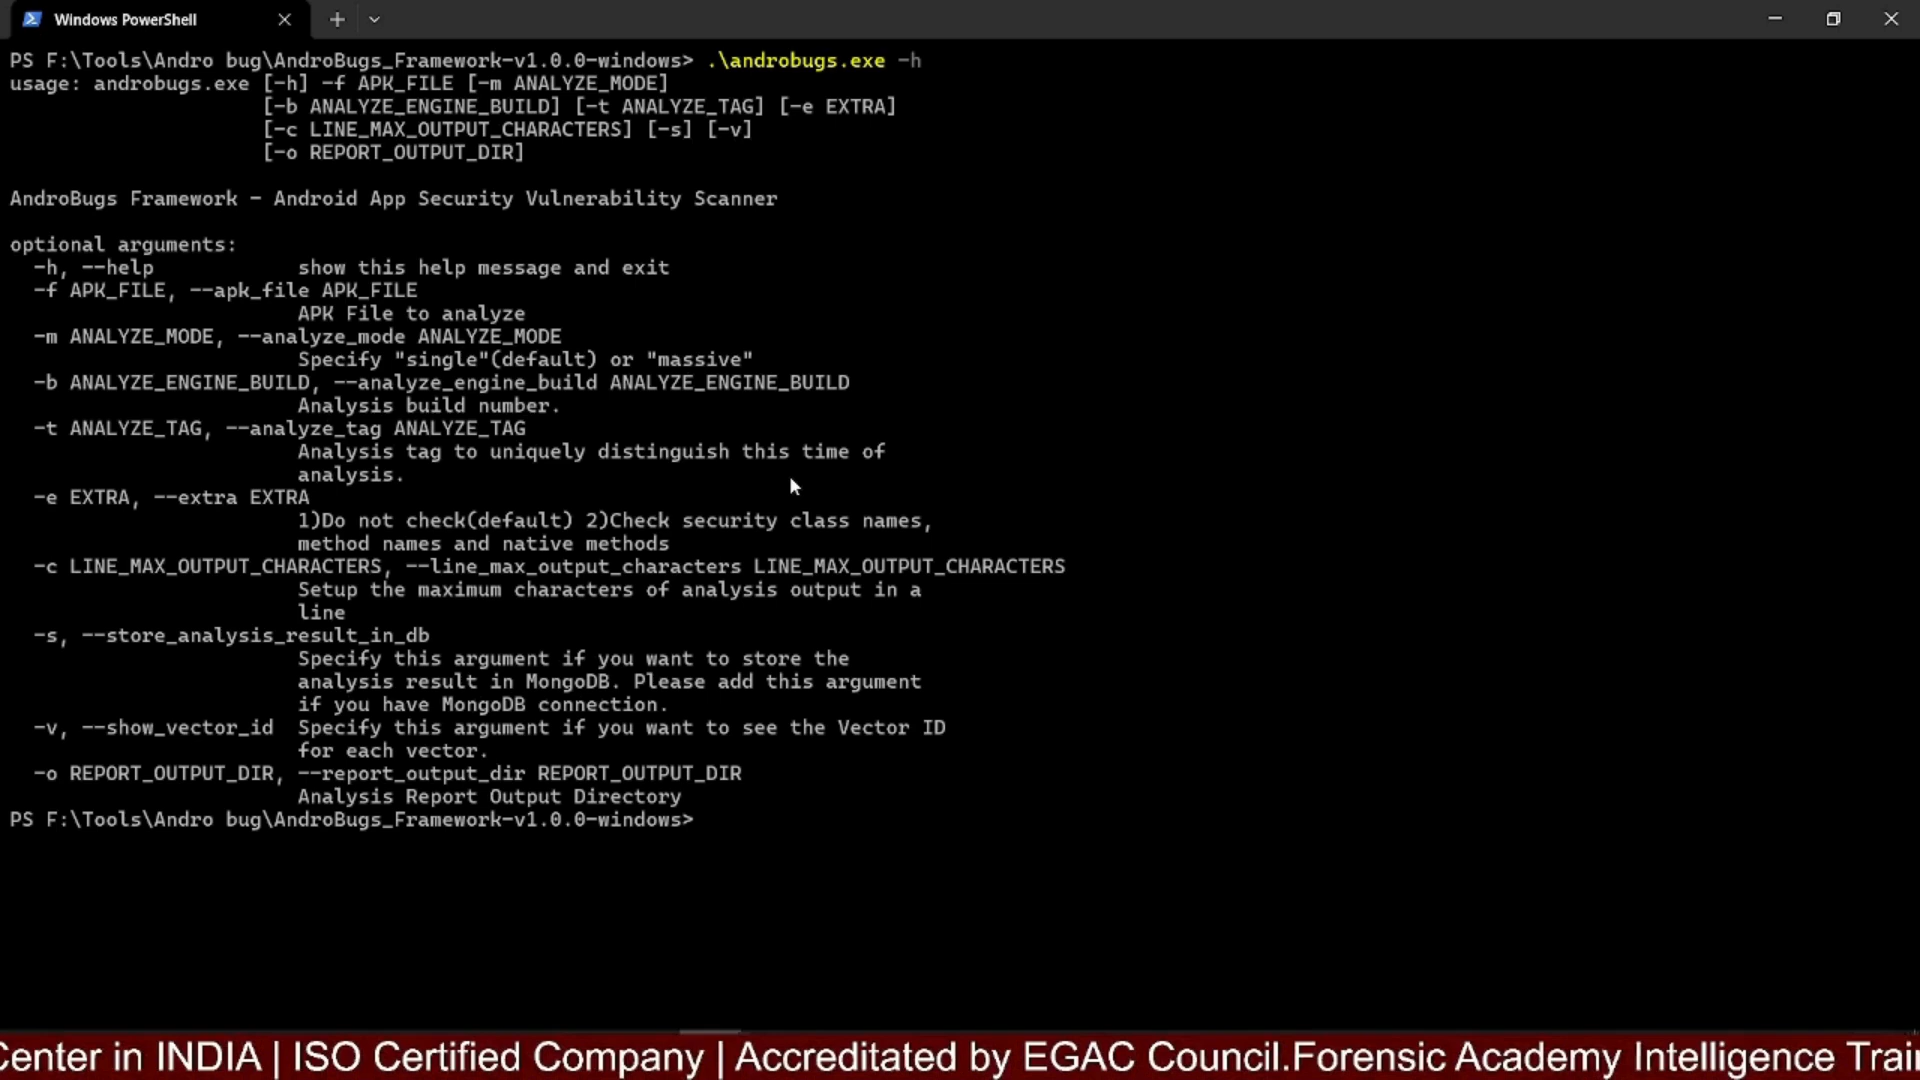 Windows PowerShell
PS F:\Tools\Andro bug\AndroBugs_Framework-v1.0.0-windows> .\androbugs.exe -h
usage: androbugs.exe [-h] -f APK_FILE [-m ANALYZE_MODE]
[-b ANALYZE_ENGINE_BUILD] [-t ANALYZE_TAG] [-e EXTRA]
[-c LINE_MAX_OUTPUT_CHARACTERS] [-s] [-v]
[-o REPORT_OUTPUT_DIR]
AndroBugs Framework - Android App Security Vulnerability Scanner
optional arguments:
-h, --help show this help message and exit
-f APK_FILE, --apk_file APK_FILE
APK File to analyze
-m ANALYZE_MODE, --analyze_mode ANALYZE_MODE
Specify "single"(default) or "massive"
-b ANALYZE_ENGINE_BUILD, --analyze_engine_build ANALYZE_ENGINE_BUILD
Analysis build number.
-t ANALYZE_TAG, --analyze_tag ANALYZE_TAG
Analysis tag to uniquely distinguish this time of
analysis.
-e EXTRA, --extra EXTRA
1)Do not check(default) 2)Check security class names,
method names and native methods
-c LINE_MAX_OUTPUT_CHARACTERS, --line_max_output_characters LINE_MAX_OUTPUT_CHARACTERS
Setup the maximum characters of analysis output in a
line
-s, --store_analysis_result_in_db
Specify this argument if you want to store the
analysis result in MongoDB. Please add this argument
if you have MongoDB connection.
-v, --show_vector_id Specify this argument if you want to see the Vector ID
for each vector.
-o REPORT_OUTPUT_DIR, --report_output_dir REPORT_OUTPUT_DIR
Analysis Report Output Directory
PS F:\Tools\Andro bug\AndroBugs_Framework-v1.0.0-windows>
Center in INDIA | ISO Certified Company | Accreditated by EGAC Council.Forensic Academy Intelligence Trai